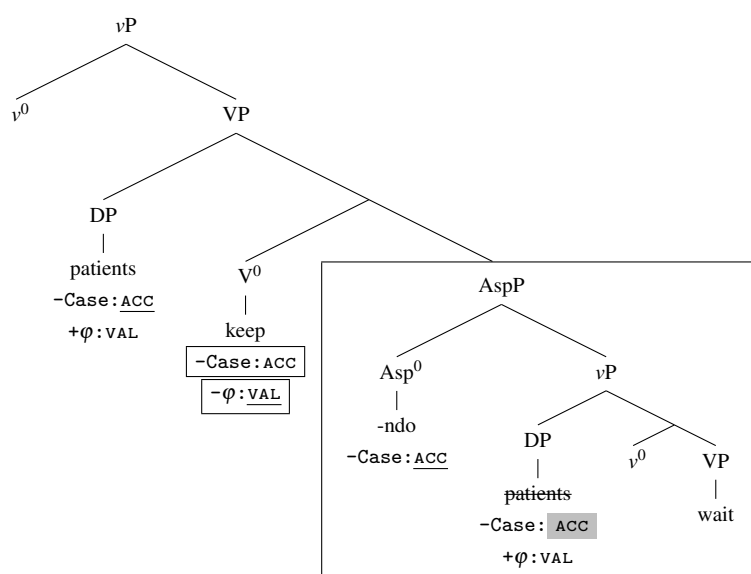 vP
v⁰
VP
DP
patients
-Case:ACC
+φ:VAL
V⁰
keep
-Case:ACC
-φ:VAL
AspP
Asp⁰
-ndo
-Case:ACC
vP
DP
patients
-Case: ACC
+φ:VAL
v⁰
VP
wait